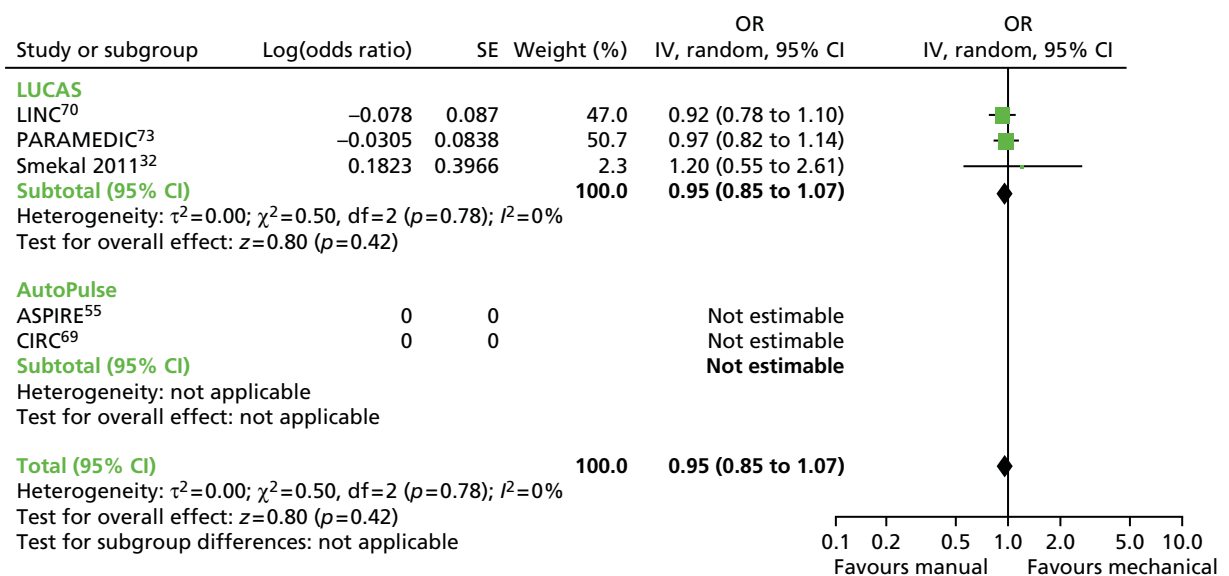 OR OR
Study or subgroup Log(odds ratio) SE Weight (%) IV, random, 95% CI IV, random, 95% CI
LUCAS
LINC70 −0.078 0.087 47.0 0.92 (0.78 to 1.10)
PARAMEDIC73 −0.0305 0.0838 50.7 0.97 (0.82 to 1.14)
Smekal 201132 0.1823 0.3966 2.3 1.20 (0.55 to 2.61)
Subtotal (95% CI) 100.0 0.95 (0.85 to 1.07)
Heterogeneity: τ2=0.00; χ2=0.50, df=2 (p=0.78); I2=0%
Test for overall effect: z=0.80 (p=0.42)
AutoPulse
ASPIRE55 0 0 Not estimable
CIRC69 0 0 Not estimable
Subtotal (95% CI) Not estimable
Heterogeneity: not applicable
Test for overall effect: not applicable
Total (95% CI) 100.0 0.95 (0.85 to 1.07)
Heterogeneity: τ2=0.00; χ2=0.50, df=2 (p=0.78); I2=0%
Test for overall effect: z=0.80 (p=0.42)
Test for subgroup differences: not applicable
0.1 0.2 0.5 1.0 2.0 5.0 10.0
Favours manual Favours mechanical